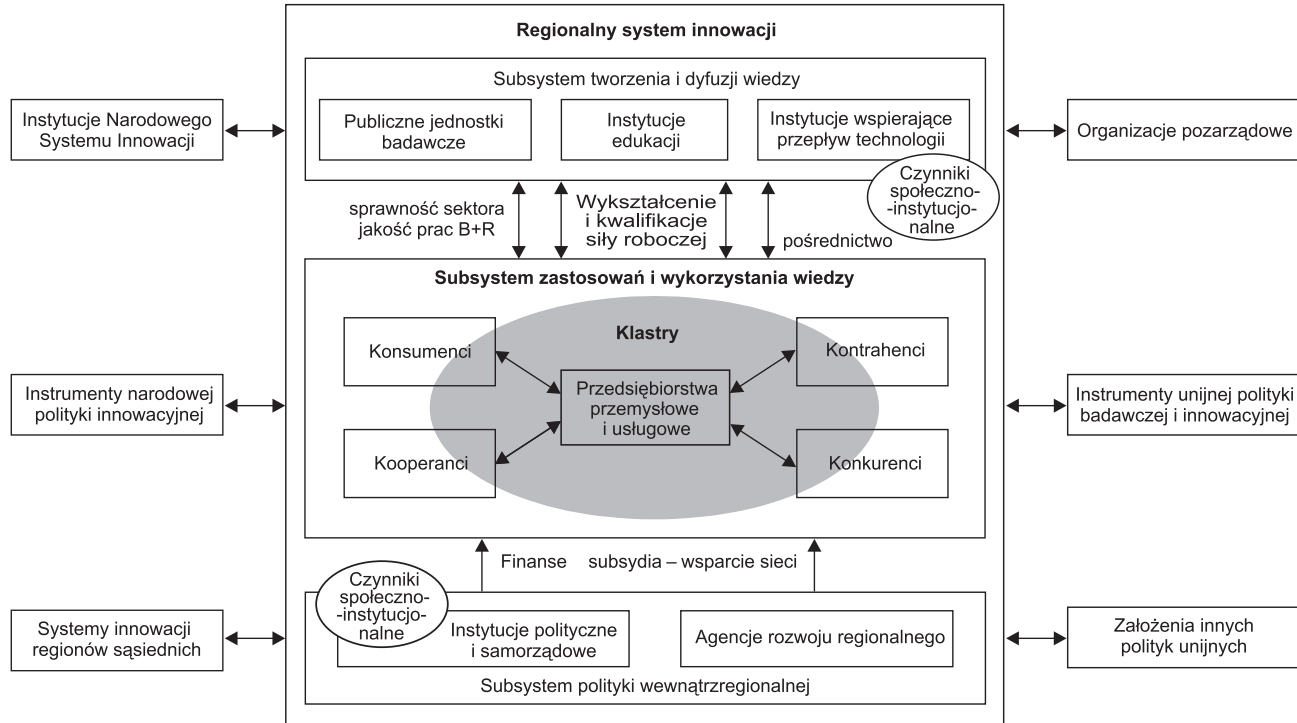 Regionalny system innowacji
Subsystem tworzenia i dyfuzji wiedzy
Publiczne jednostki
badawcze
Instytucje
edukacji
Instytucje wspierające
przepływ technologii
Czynniki
społeczno-
-instytucjo-
nalne
Instytucje Narodowego
Systemu Innowacji
Organizacje pozarządowe
sprawność sektora
jakość prac B+R
Wykształcenie
i kwalifikacje
siły roboczej
pośrednictwo
Subsystem zastosowań i wykorzystania wiedzy
Klastry
Konsumenci
Kontrahenci
Przedsiębiorstwa
przemysłowe
i usługowe
Kooperanci
Konkurenci
Instrumenty narodowej
polityki innowacyjnej
Instrumenty unijnej polityki
badawczej i innowacyjnej
Finanse subsydia – wsparcie sieci
Czynniki
społeczno-
-instytucjo-
nalne
Instytucje polityczne
i samorządowe
Agencje rozwoju regionalnego
Subsystem polityki wewnątrzregionalnej
Systemy innowacji
regionów sąsiednich
Założenia innych
polityk unijnych